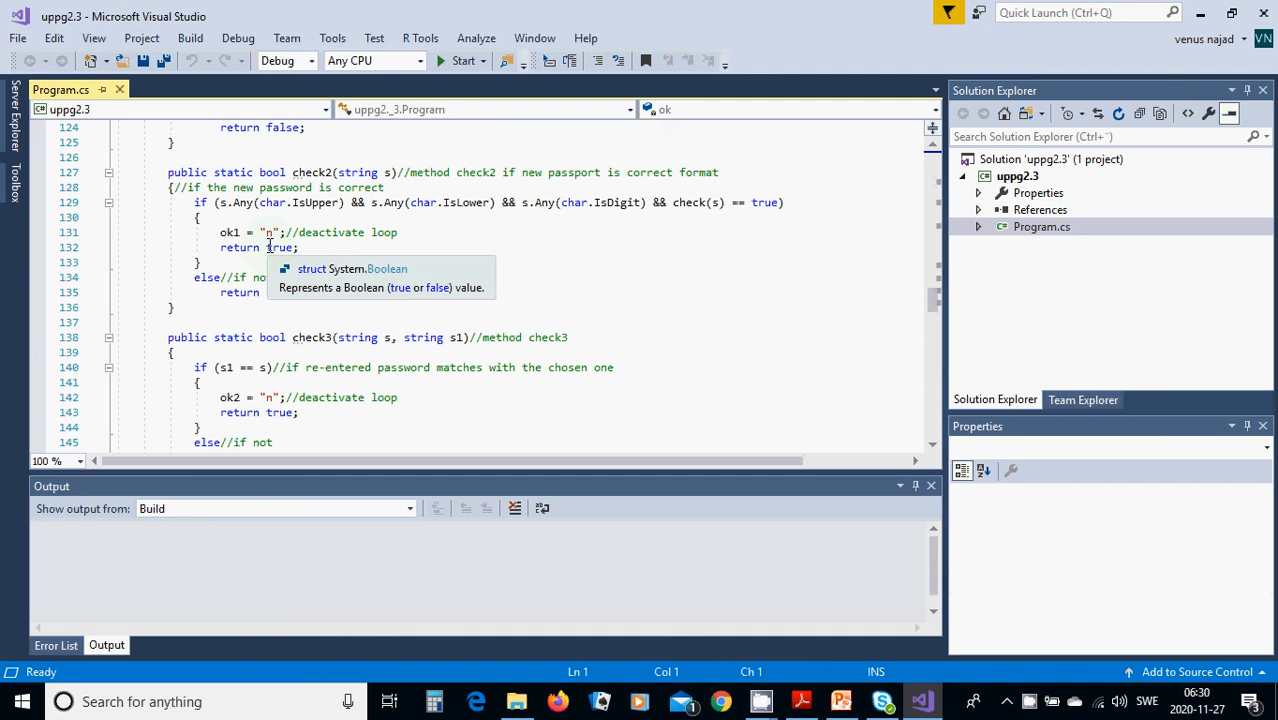 uppg2.3 - Microsoft Visual Studio
Quick Launch (Ctrl+Q)
File Edit View Project Build Debug Team Tools Test R Tools Analyze Window Help
venus najad VN
Debug Any CPU Start
Server Explorer
Toolbox
Program.cs
uppg2.3 uppg2._3.Program ok
124 return false;
125 }
126
127 public static bool check2(string s)//method check2 if new passport is correct format
128 {//if the new password is correct
129 if (s.Any(char.IsUpper) && s.Any(char.IsLower) && s.Any(char.IsDigit) && check(s) == true)
130 {
131 ok1 = "n";//deactivate loop
132 return true;
133 }
134 else//if no
135 return
136 }
137
138 public static bool check3(string s, string s1)//method check3
139 {
140 if (s1 == s)//if re-entered password matches with the chosen one
141 {
142 ok2 = "n";//deactivate loop
143 return true;
144 }
145 else//if not
struct System.Boolean
Represents a Boolean (true or false) value.
100 %
Solution Explorer
Search Solution Explorer (Ctrl+¨)
Solution 'uppg2.3' (1 project)
uppg2.3
Properties
References
Program.cs
Solution Explorer Team Explorer
Properties
Output
Show output from: Build
Error List Output
Ready Ln 1 Col 1 Ch 1 INS Add to Source Control
Search for anything
1
SWE
06:30
2020-11-27
3